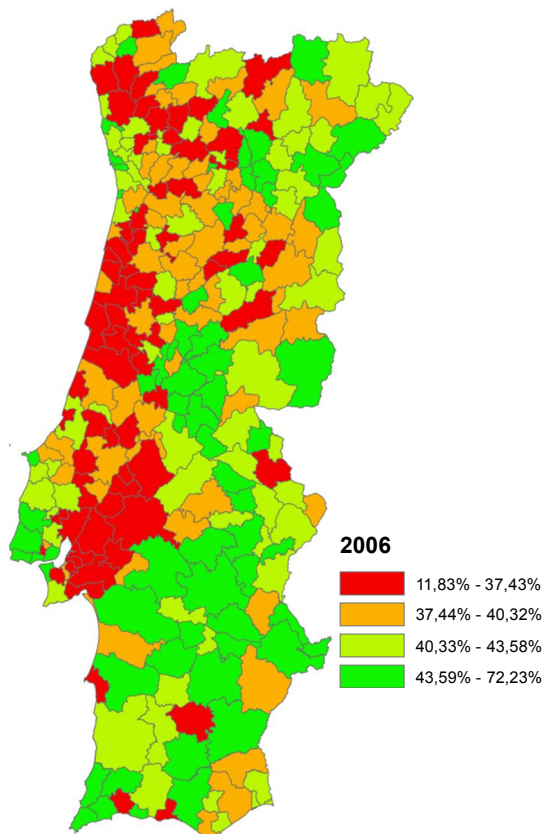 2006
11,83% - 37,43%
37,44% - 40,32%
40,33% - 43,58%
43,59% - 72,23%